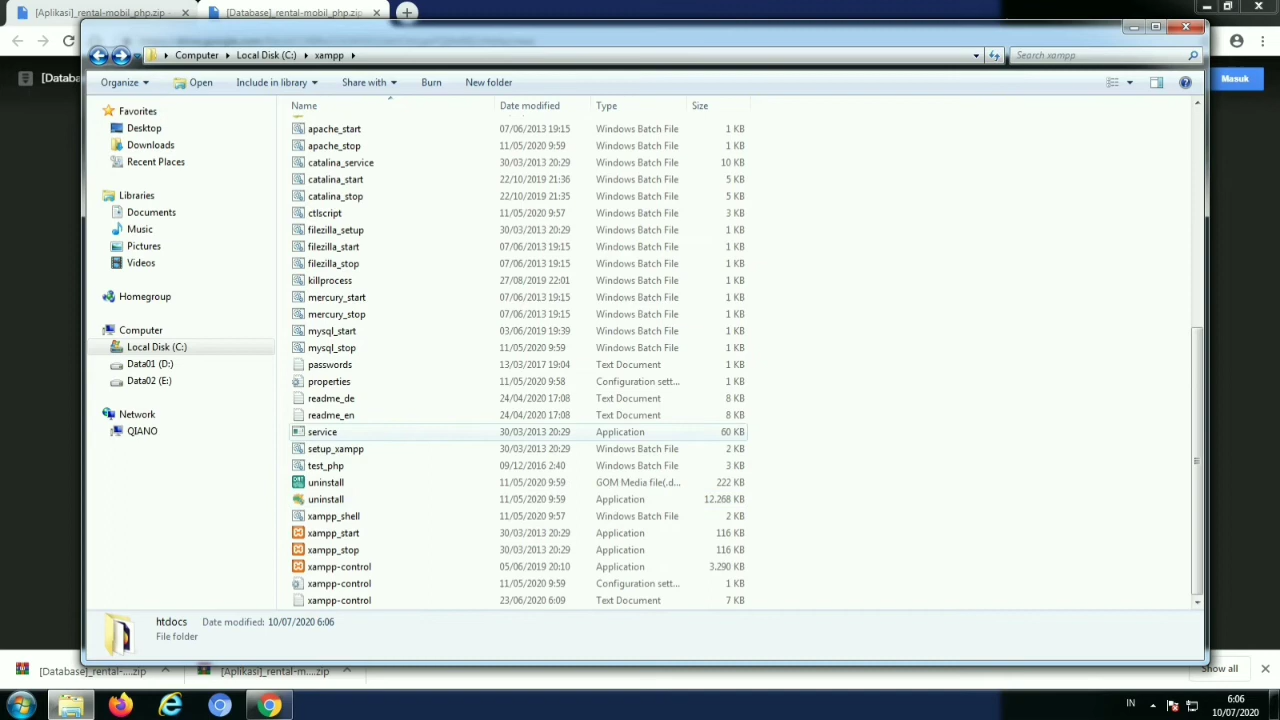 [Aplikasi]_rental-mobil_php.zip -
[Database]_rental-mobil_php.zip
Computer
Local Disk (C:)
xampp
Search xampp
[Databa
Masuk
Organize
Open
Include in library
Share with
Burn
New folder
Favorites
Desktop
Downloads
Recent Places
Libraries
Documents
Music
Pictures
Videos
Homegroup
Computer
Local Disk (C:)
Data01 (D:)
Data02 (E:)
Network
QIANO
Name Date modified Type Size
apache_start 07/06/2013 19:15 Windows Batch File 1 KB
apache_stop 11/05/2020 9:59 Windows Batch File 1 KB
catalina_service 30/03/2013 20:29 Windows Batch File 10 KB
catalina_start 22/10/2019 21:36 Windows Batch File 5 KB
catalina_stop 22/10/2019 21:36 Windows Batch File 5 KB
ctlscript 11/05/2020 9:57 Windows Batch File 3 KB
filezilla_setup 30/03/2013 20:29 Windows Batch File 1 KB
filezilla_start 07/06/2013 19:15 Windows Batch File 1 KB
filezilla_stop 07/06/2013 19:15 Windows Batch File 1 KB
killprocess 27/08/2019 22:01 Windows Batch File 1 KB
mercury_start 07/06/2013 19:15 Windows Batch File 1 KB
mercury_stop 07/06/2013 19:15 Windows Batch File 1 KB
mysql_start 03/06/2019 19:39 Windows Batch File 1 KB
mysql_stop 11/05/2020 9:59 Windows Batch File 1 KB
passwords 13/03/2017 19:04 Text Document 1 KB
properties 11/05/2020 9:58 Configuration sett... 1 KB
readme_de 24/04/2020 17:08 Text Document 8 KB
readme_en 24/04/2020 17:08 Text Document 8 KB
service 30/03/2013 20:29 Application 60 KB
setup_xampp 30/03/2013 20:29 Windows Batch File 2 KB
test_php 09/12/2016 2:40 Windows Batch File 3 KB
uninstall 11/05/2020 9:59 GOM Media file(.d... 222 KB
uninstall 11/05/2020 9:59 Application 12.268 KB
xampp_shell 11/05/2020 9:57 Windows Batch File 2 KB
xampp_start 30/03/2013 20:29 Application 116 KB
xampp_stop 30/03/2013 20:29 Application 116 KB
xampp-control 05/06/2019 20:10 Application 3.290 KB
xampp-control 11/05/2020 9:59 Configuration sett... 1 KB
xampp-control 23/06/2020 6:09 Text Document 7 KB
htdocs Date modified: 10/07/2020 6:06
File folder
[Database]_rental-....zip
[Aplikasi]_rental-m....zip
Show all
IN
6:06
10/07/2020